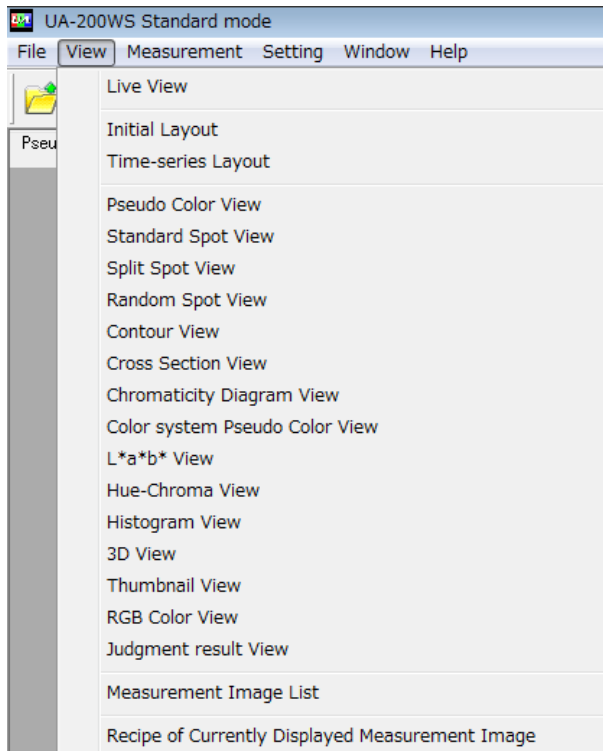 UA-200WS Standard mode
File View Measurement Setting Window Help
Live View
Initial Layout
Pseu
Time-series Layout
Pseudo Color View
Standard Spot View
Split Spot View
Random Spot View
Contour View
Cross Section View
Chromaticity Diagram View
Color system Pseudo Color View
L*a*b* View
Hue-Chroma View
Histogram View
3D View
Thumbnail View
RGB Color View
Judgment result View
Measurement Image List
Recipe of Currently Displayed Measurement Image